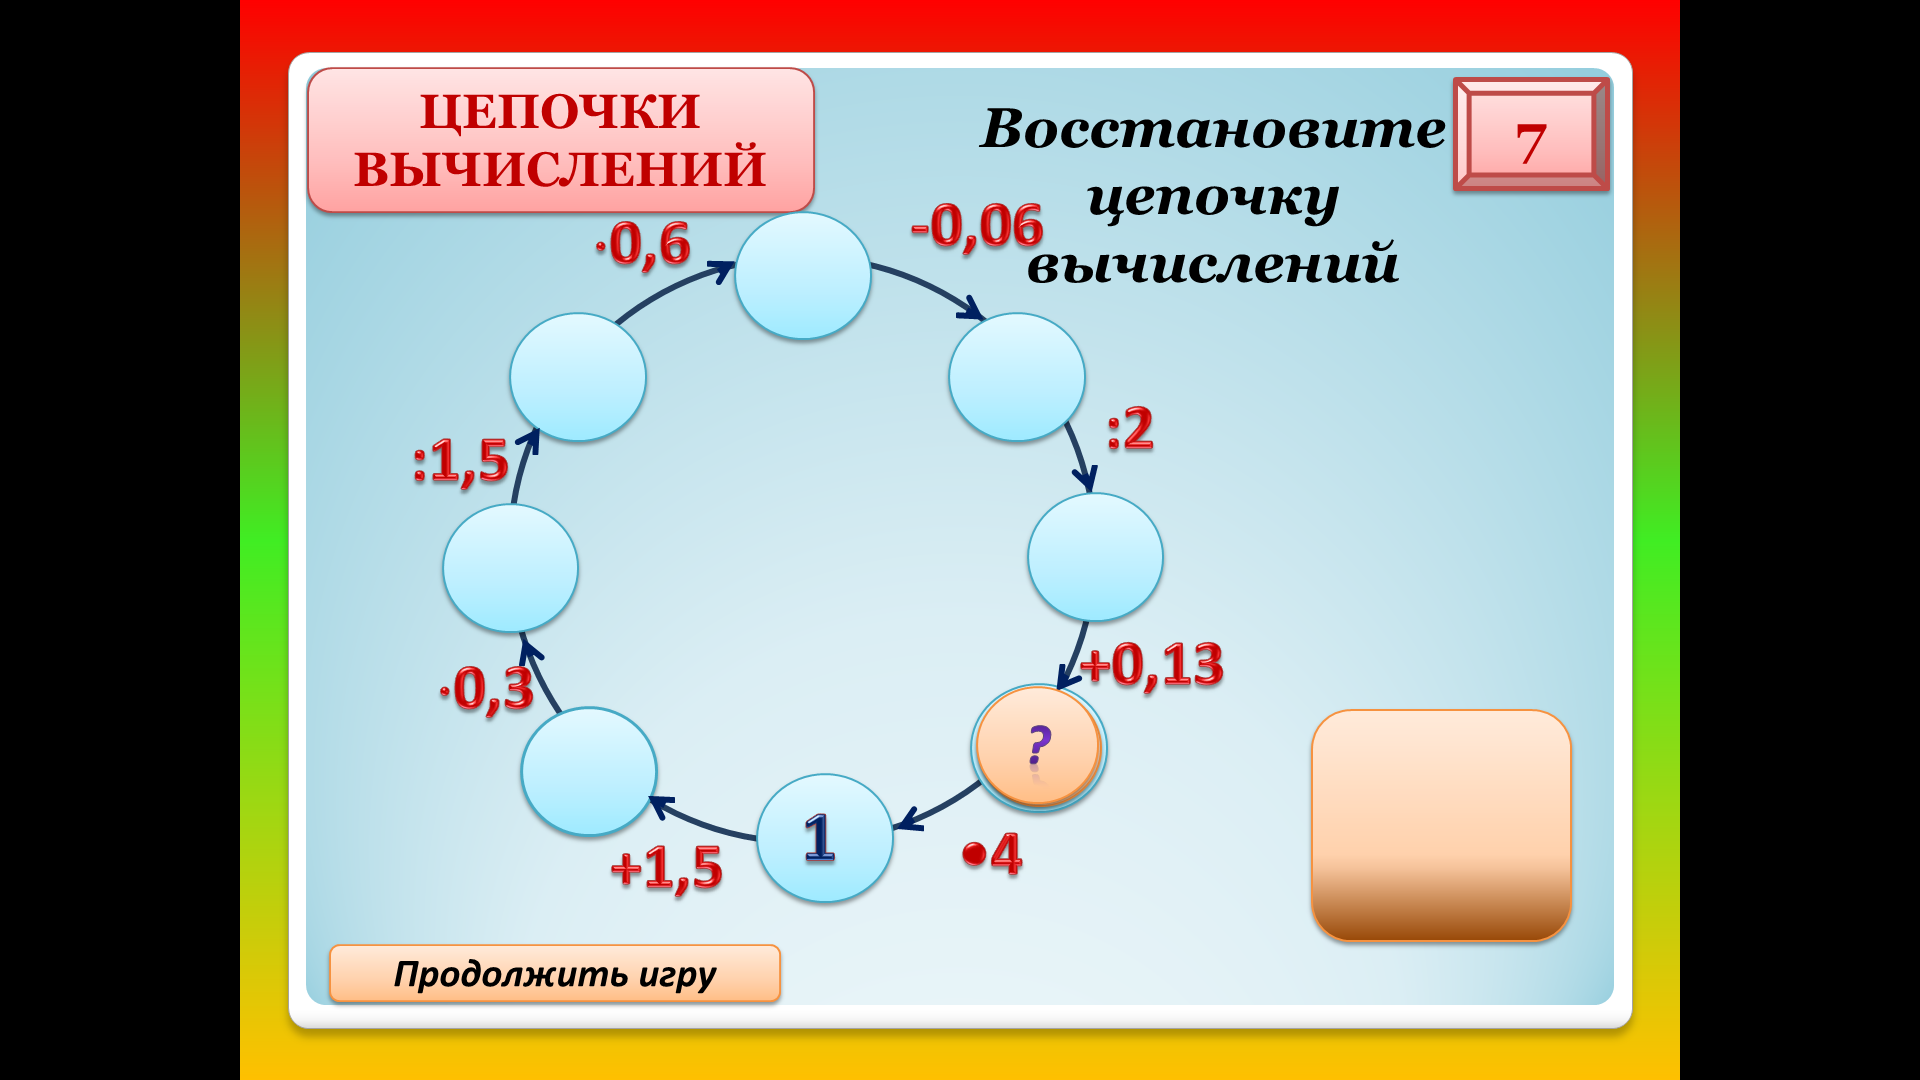 ЦЕПОЧКИ
ВЫЧИСЛЕНИЙ
Восстановите
цепочку
вычислений
7
·0,6
-0,06
:2
:1,5
+0,13
·0,3
?
1
•4
+1,5
Продолжить игру